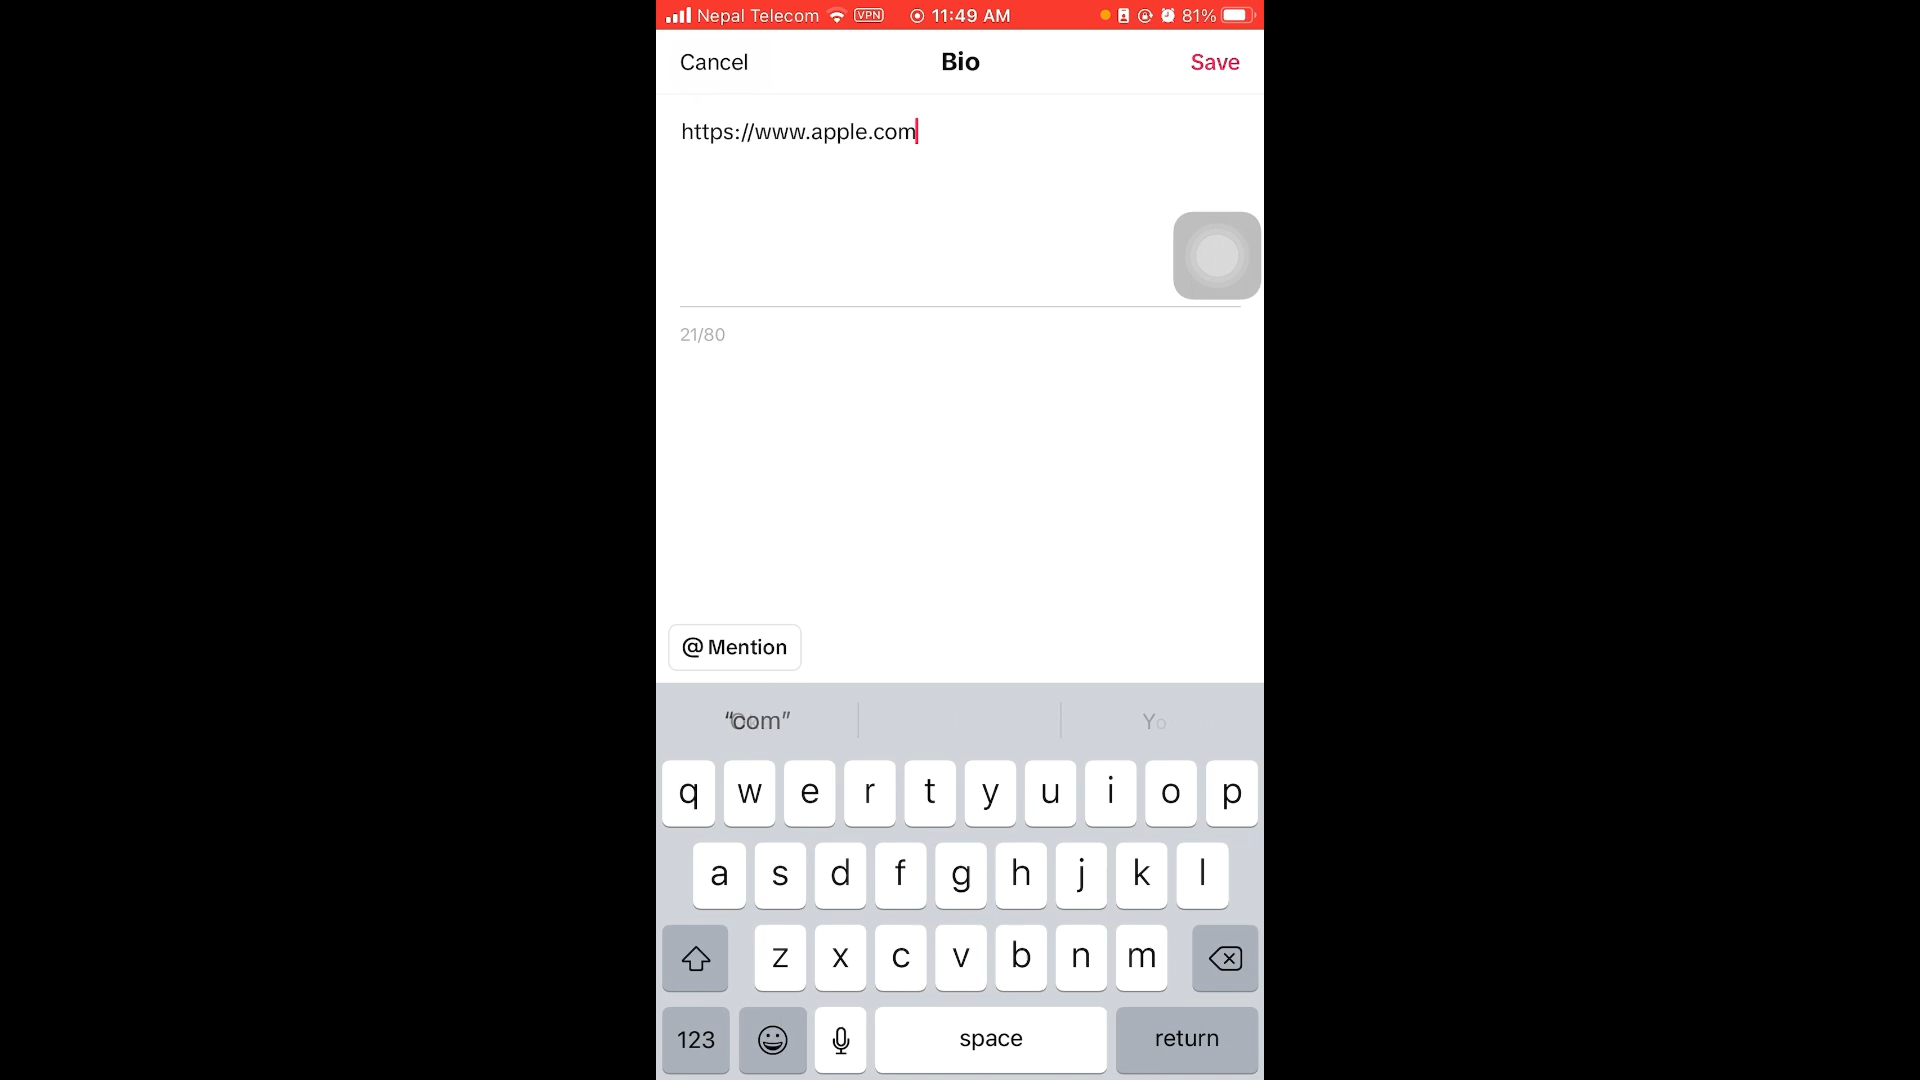 Nepal Telecom VPN 11:49 AM 81%
Cancel Bio Save
https://www.apple.com
21/80
@ Mention
“com”
q w e r t y u i o p
a s d f g h j k l
z x c v b n m
123 space return